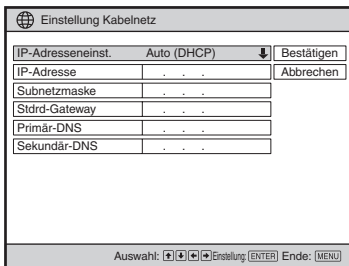 Einstellung Kabelnetz
IP-Adresseneinst. Auto (DHCP) Bestätigen
IP-Adresse . . . Abbrechen
Subnetzmaske . . .
Stdrd-Gateway . . .
Primär-DNS . . .
Sekundär-DNS . . .
Auswahl: Einstellung: ENTER Ende: MENU